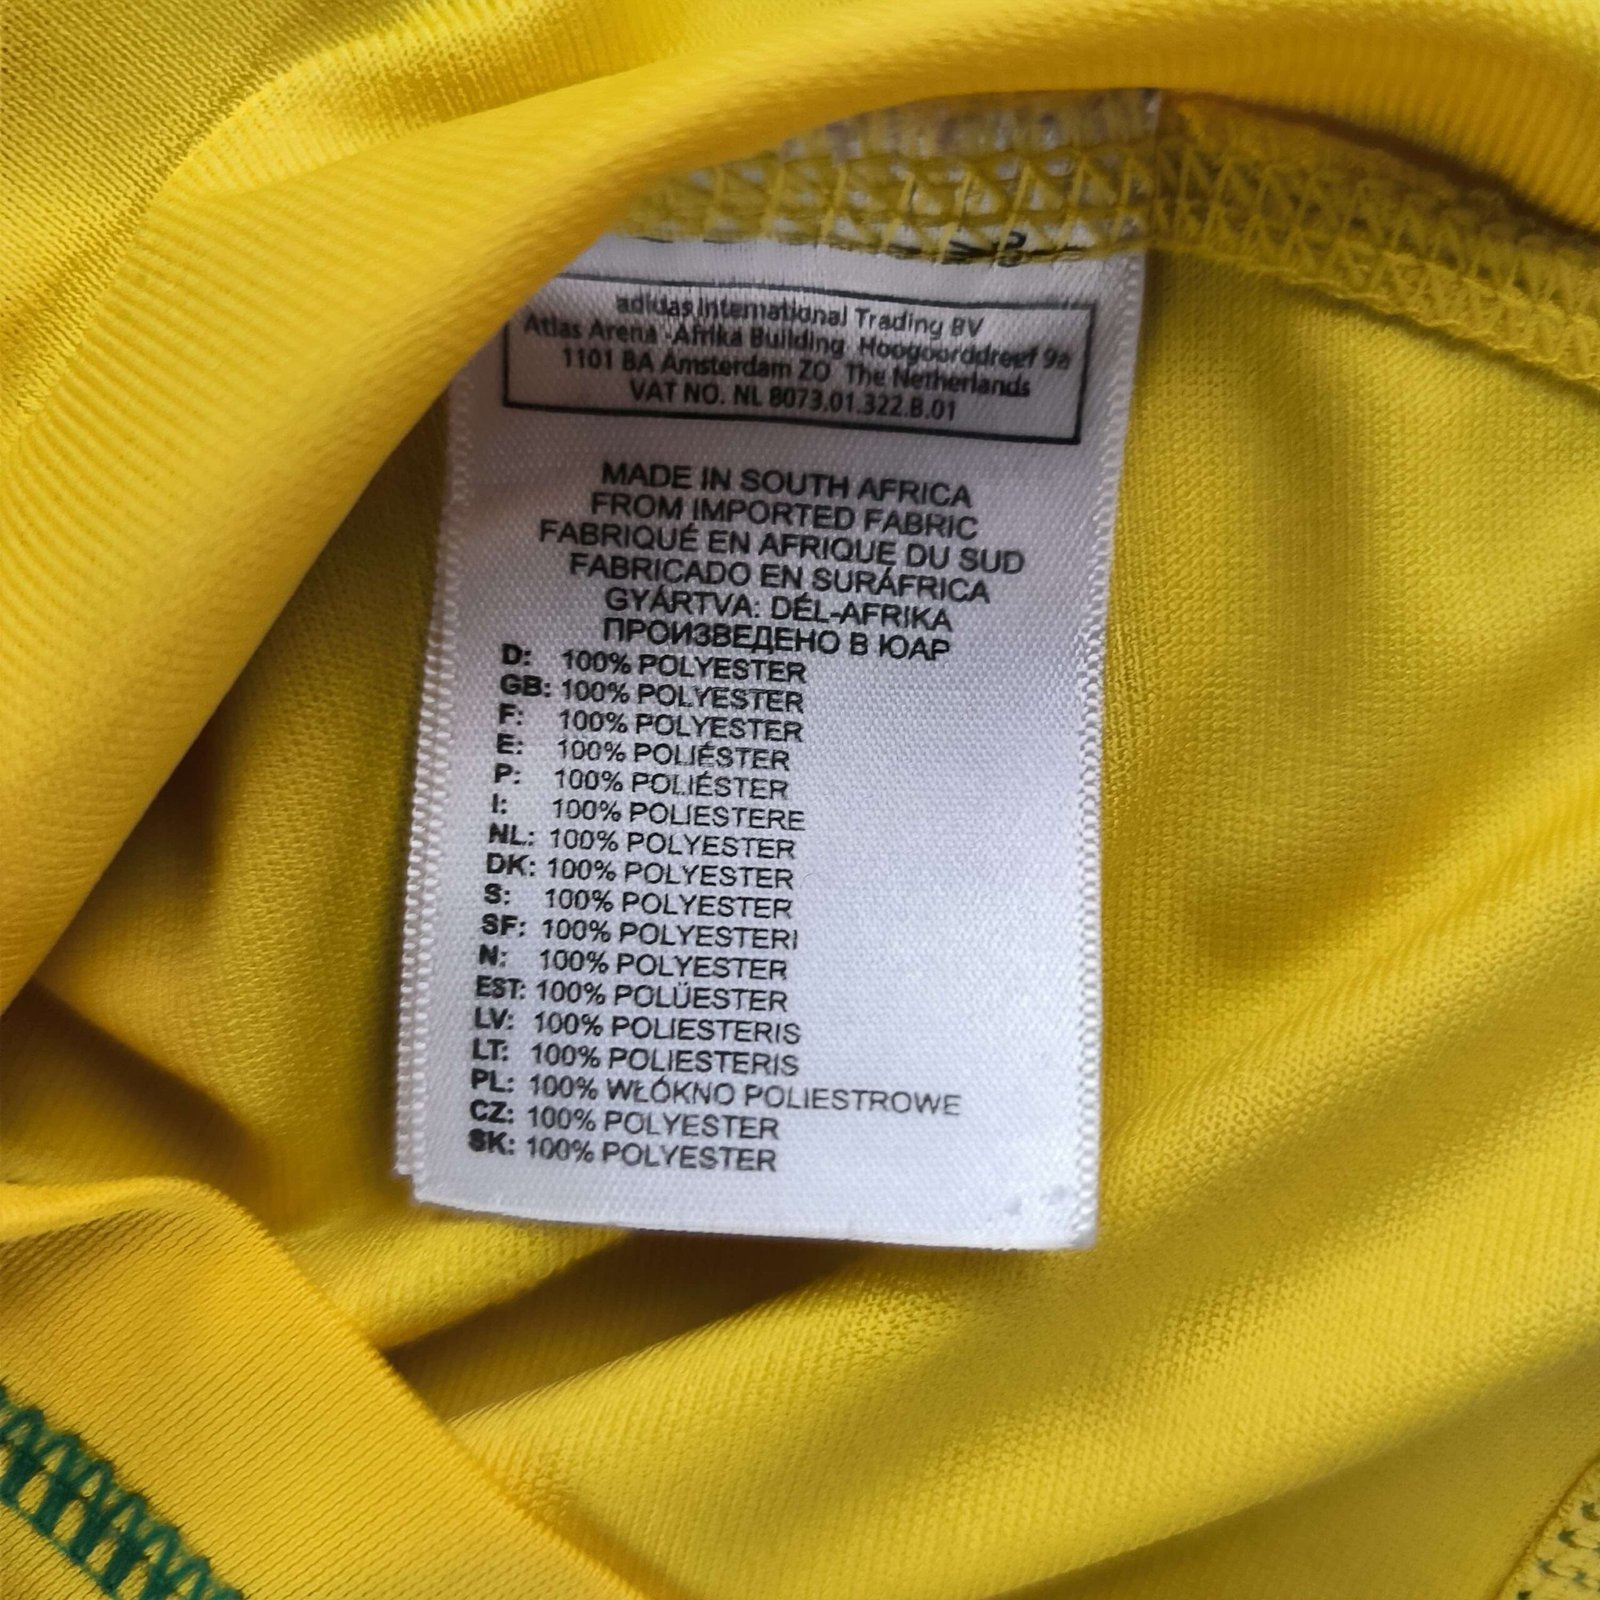 adidas International Trading BV
Atlas Arena -Afrika Building Hoogoorddreef 9a
1101 BA Amsterdam ZO The Netherlands
VAT NO. NL 8073.01.322.B.01
MADE IN SOUTH AFRICA
FROM IMPORTED FABRIC
FABRIQUÉ EN AFRIQUE DU SUD
FABRICADO EN SURÁFRICA
GYÁRTVA: DÉL-AFRIKA
ПРОИЗВЕДЕНО В ЮАР
D: 100% POLYESTER
GB: 100% POLYESTER
F: 100% POLYESTER
E: 100% POLIÉSTER
P: 100% POLIÉSTER
I: 100% POLIESTERE
NL: 100% POLYESTER
DK: 100% POLYESTER
S: 100% POLYESTER
SF: 100% POLYESTERI
N: 100% POLYESTER
EST: 100% POLÜESTER
LV: 100% POLIESTERIS
LT: 100% POLIESTERIS
PL: 100% WŁÓKNO POLIESTROWE
CZ: 100% POLYESTER
SK: 100% POLYESTER